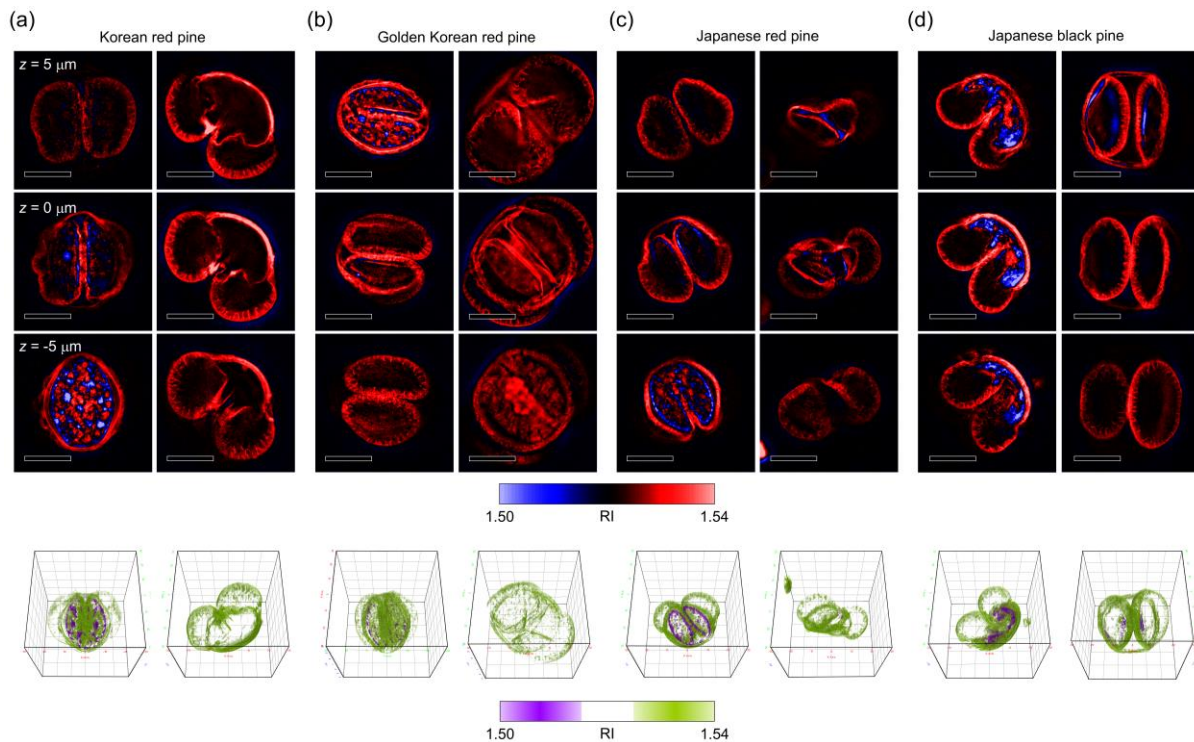 (a)
Korean red pine
(b)
Golden Korean red pine
(c)
Japanese red pine
(d)
Japanese black pine
z = 5 μm
z = 0 μm
z = -5 μm
1.50
RI
1.54
1.50
RI
1.54